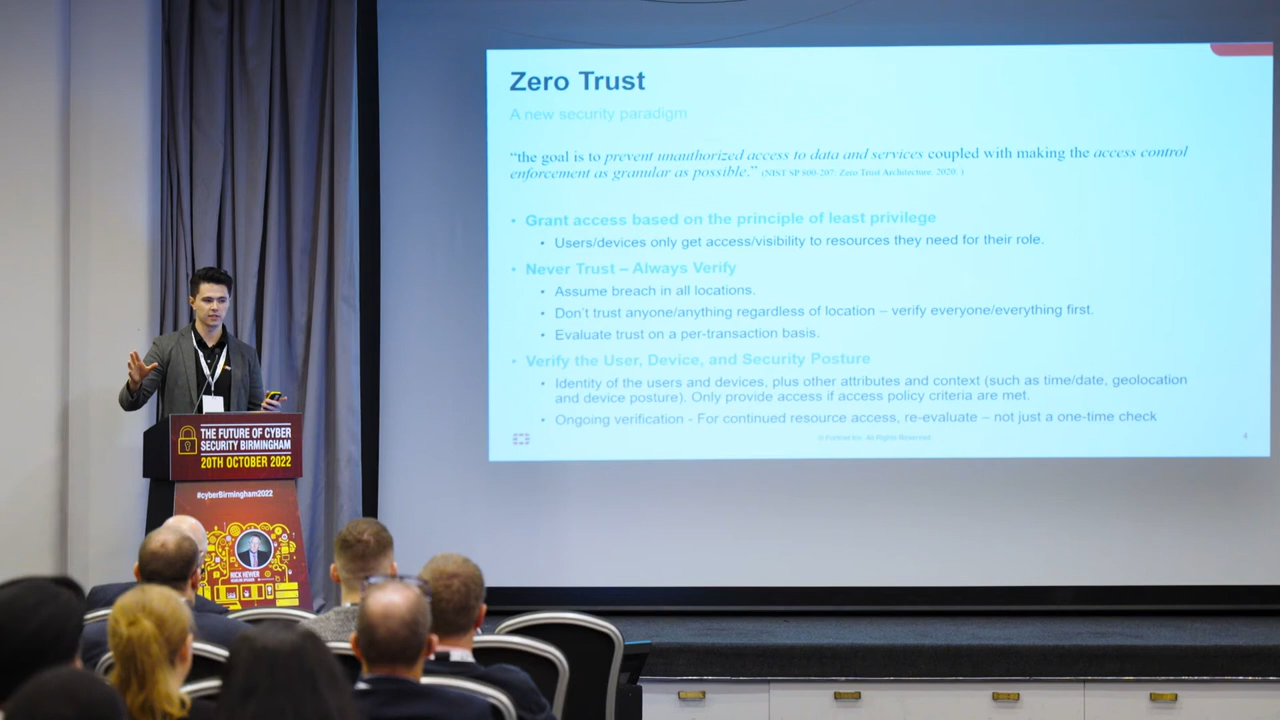 Zero Trust
A new security paradigm
“the goal is to prevent unauthorized access to data and services coupled with making the access control
enforcement as granular as possible.” (NIST SP 800-207: Zero Trust Architecture, 2020. )
• Grant access based on the principle of least privilege
• Users/devices only get access/visibility to resources they need for their role.
• Never Trust – Always Verify
• Assume breach in all locations.
• Don’t trust anyone/anything regardless of location – verify everyone/everything first.
• Evaluate trust on a per-transaction basis.
• Verify the User, Device, and Security Posture
• Identity of the users and devices, plus other attributes and context (such as time/date, geolocation
and device posture). Only provide access if access policy criteria are met.
• Ongoing verification - For continued resource access, re-evaluate – not just a one-time check
© Fortinet Inc. All Rights Reserved.
4
THE FUTURE OF CYBER
SECURITY BIRMINGHAM
20TH OCTOBER 2022
#cyberBirmingham2022
NICK HEWER
HEADLINE SPEAKER